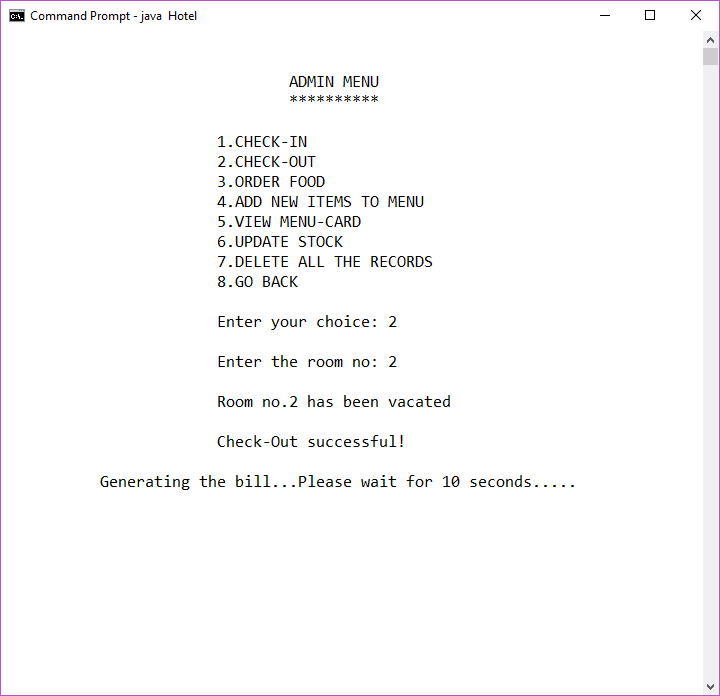 Command Prompt - java Hotel
ADMIN MENU
**********
1.CHECK-IN
2.CHECK-OUT
3.ORDER FOOD
4.ADD NEW ITEMS TO MENU
5.VIEW MENU-CARD
6.UPDATE STOCK
7.DELETE ALL THE RECORDS
8.GO BACK
Enter your choice: 2
Enter the room no: 2
Room no.2 has been vacated
Check-Out successful!
Generating the bill...Please wait for 10 seconds.....